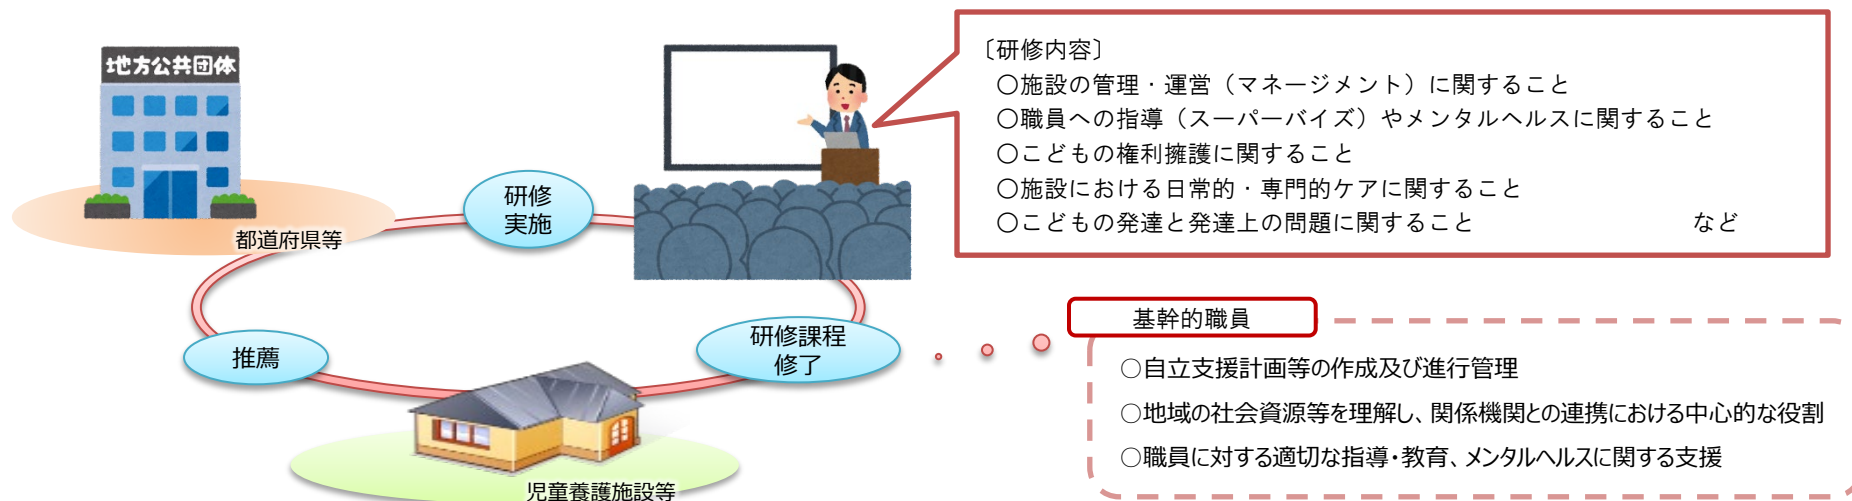 地方公共団体
都道府県等
研修
実施
〔研修内容〕
○施設の管理・運営（マネージメント）に関すること
○職員への指導（スーパーバイズ）やメンタルヘルスに関すること
○こどもの権利擁護に関すること
○施設における日常的・専門的ケアに関すること
○こどもの発達と発達上の問題に関すること など
推薦
研修課程
修了
児童養護施設等
基幹的職員
○自立支援計画等の作成及び進行管理
○地域の社会資源等を理解し、関係機関との連携における中心的な役割
○職員に対する適切な指導・教育、メンタルヘルスに関する支援